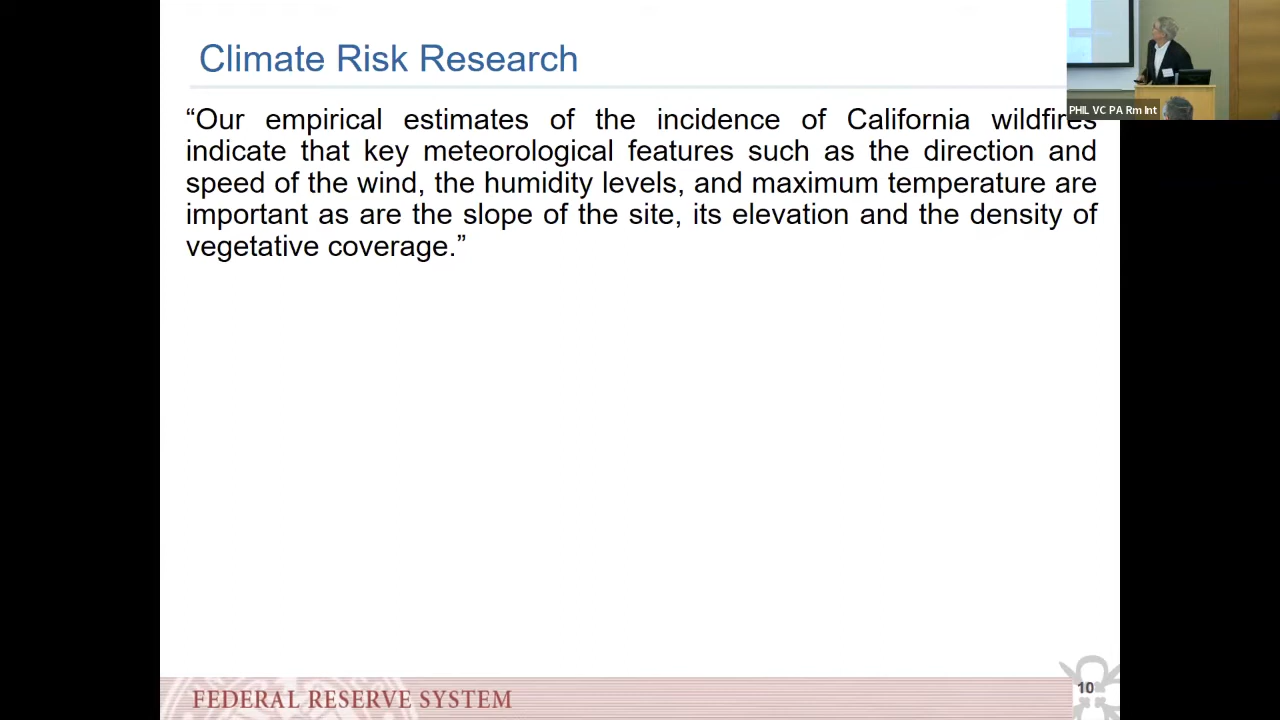 Climate Risk Research
“Our empirical estimates of the incidence of California wildfires
indicate that key meteorological features such as the direction and
speed of the wind, the humidity levels, and maximum temperature are
important as are the slope of the site, its elevation and the density of
vegetative coverage.”
PHIL VC PA Rm Int
FEDERAL RESERVE SYSTEM
10